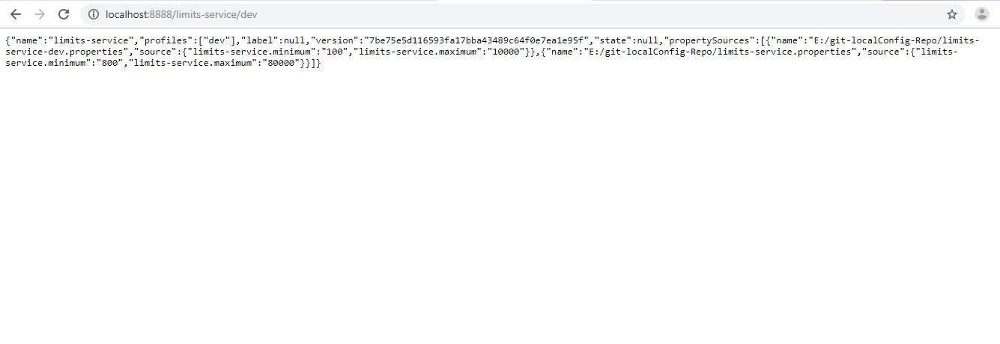 localhost:8888/limits-service/dev
{"name":"limits-service","profiles":["dev"],"label":null,"version":"7be75e5d116593fa17bba43489c64f0e7ea1e95f","state":null,"propertySources":[{"name":"E:/git-localConfig-Repo/limits-
service-dev.properties","source":{"limits-service.minimum":"100","limits-service.maximum":"10000"}},{"name":"E:/git-localConfig-Repo/limits-service.properties","source":{"limits-
service.minimum":"800","limits-service.maximum":"80000"}}]}